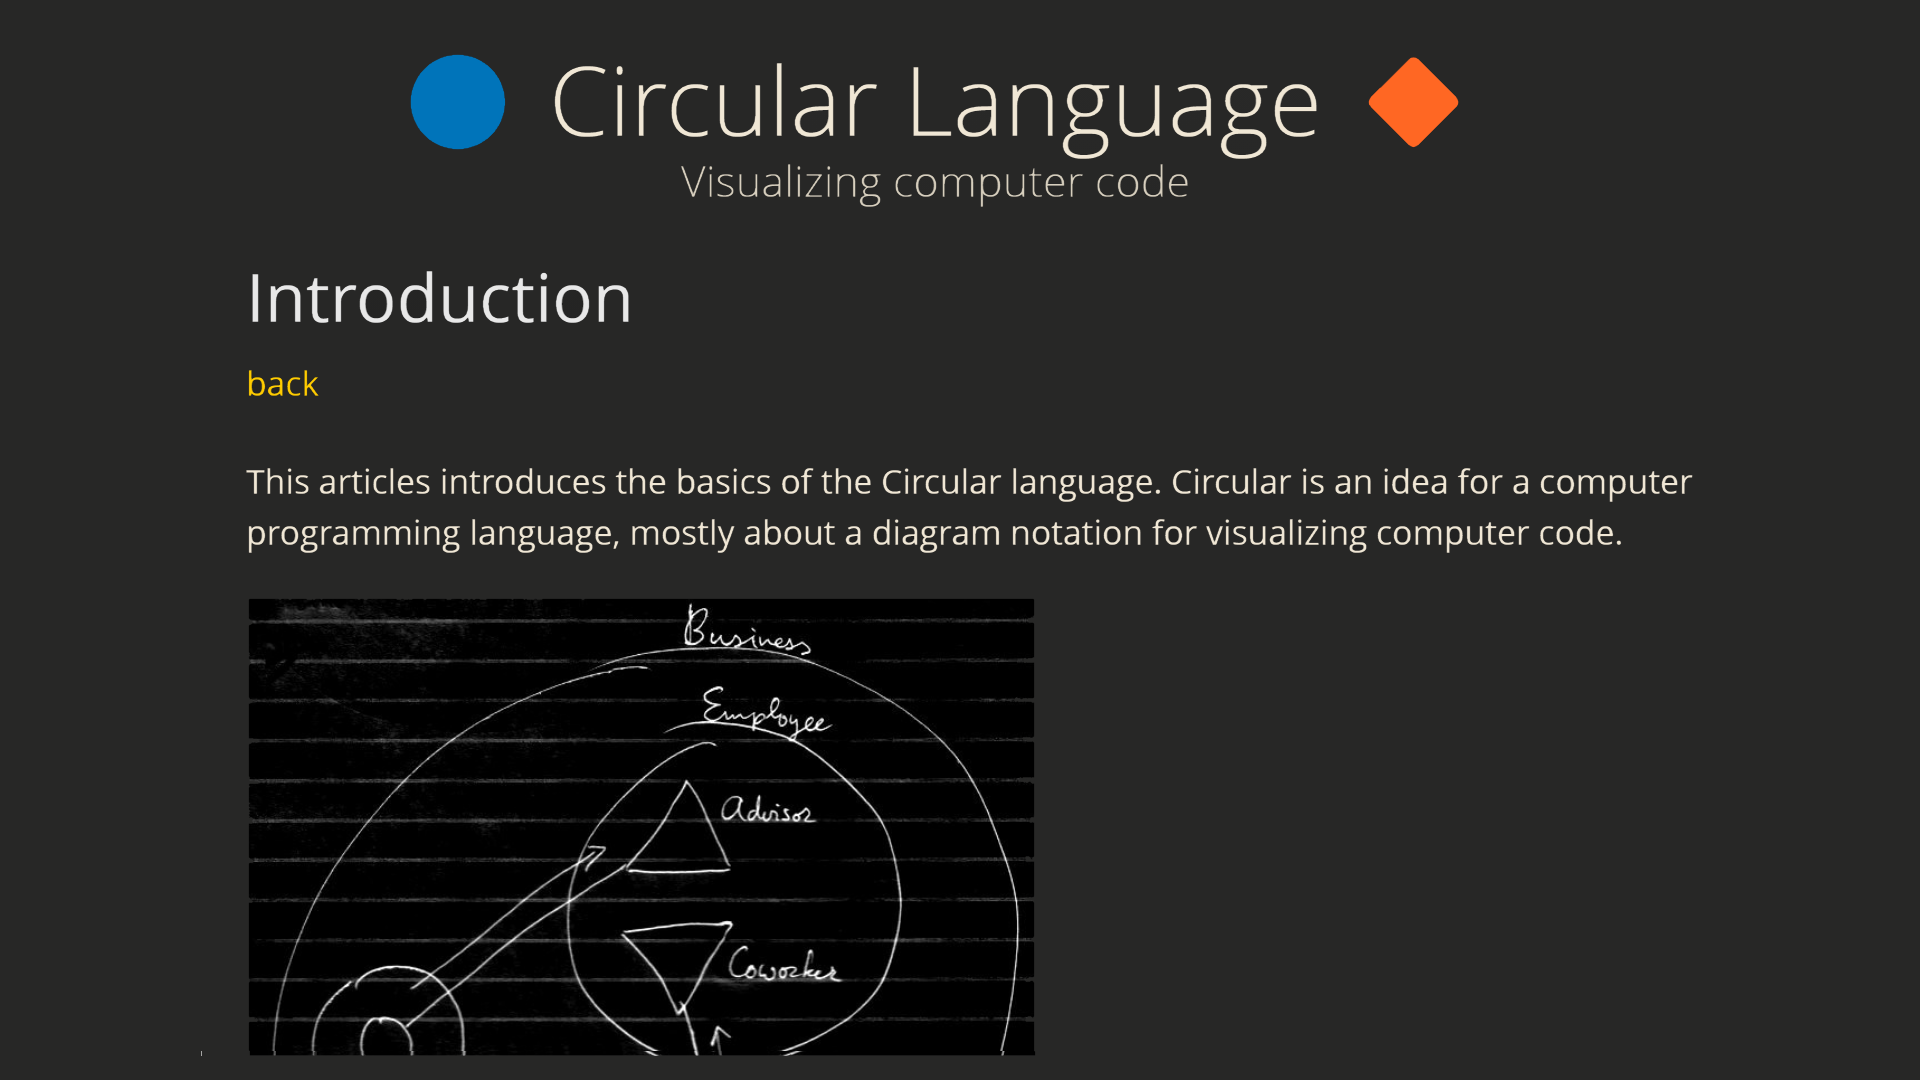 Circular Language
Visualizing computer code
Introduction
back
This articles introduces the basics of the Circular language. Circular is an idea for a computer
programming language, mostly about a diagram notation for visualizing computer code.
Business
Employee
Advisor
Coworker